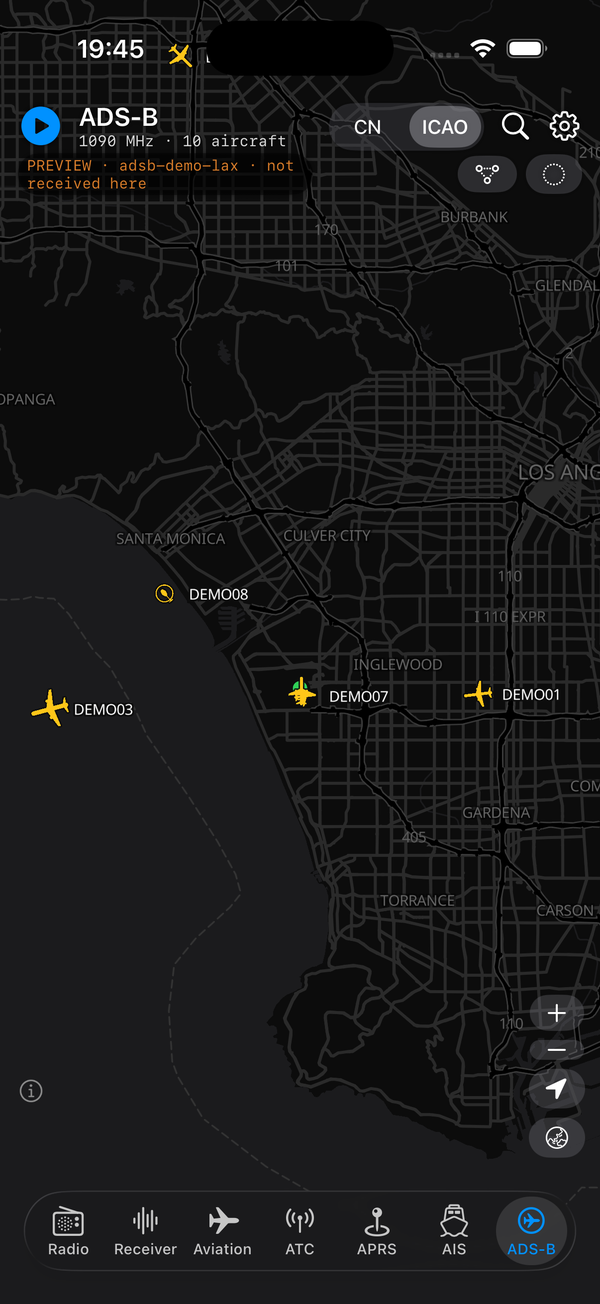 19:45
ADS-B
1090 MHz · 10 aircraft
CN
ICAO
PREVIEW · adsb-demo-lax · not
received here
210
BURBANK
170
101
GLENDAL
2
OPANGA
LOS ANG
SANTA MONICA
CULVER CITY
110
DEMO08
I 110 EXPR
INGLEWOOD
DEMO07
DEMO01
DEMO03
COM
GARDENA
405
TORRANCE
CARSON
110
Radio
Receiver
Aviation
ATC
APRS
AIS
ADS-B